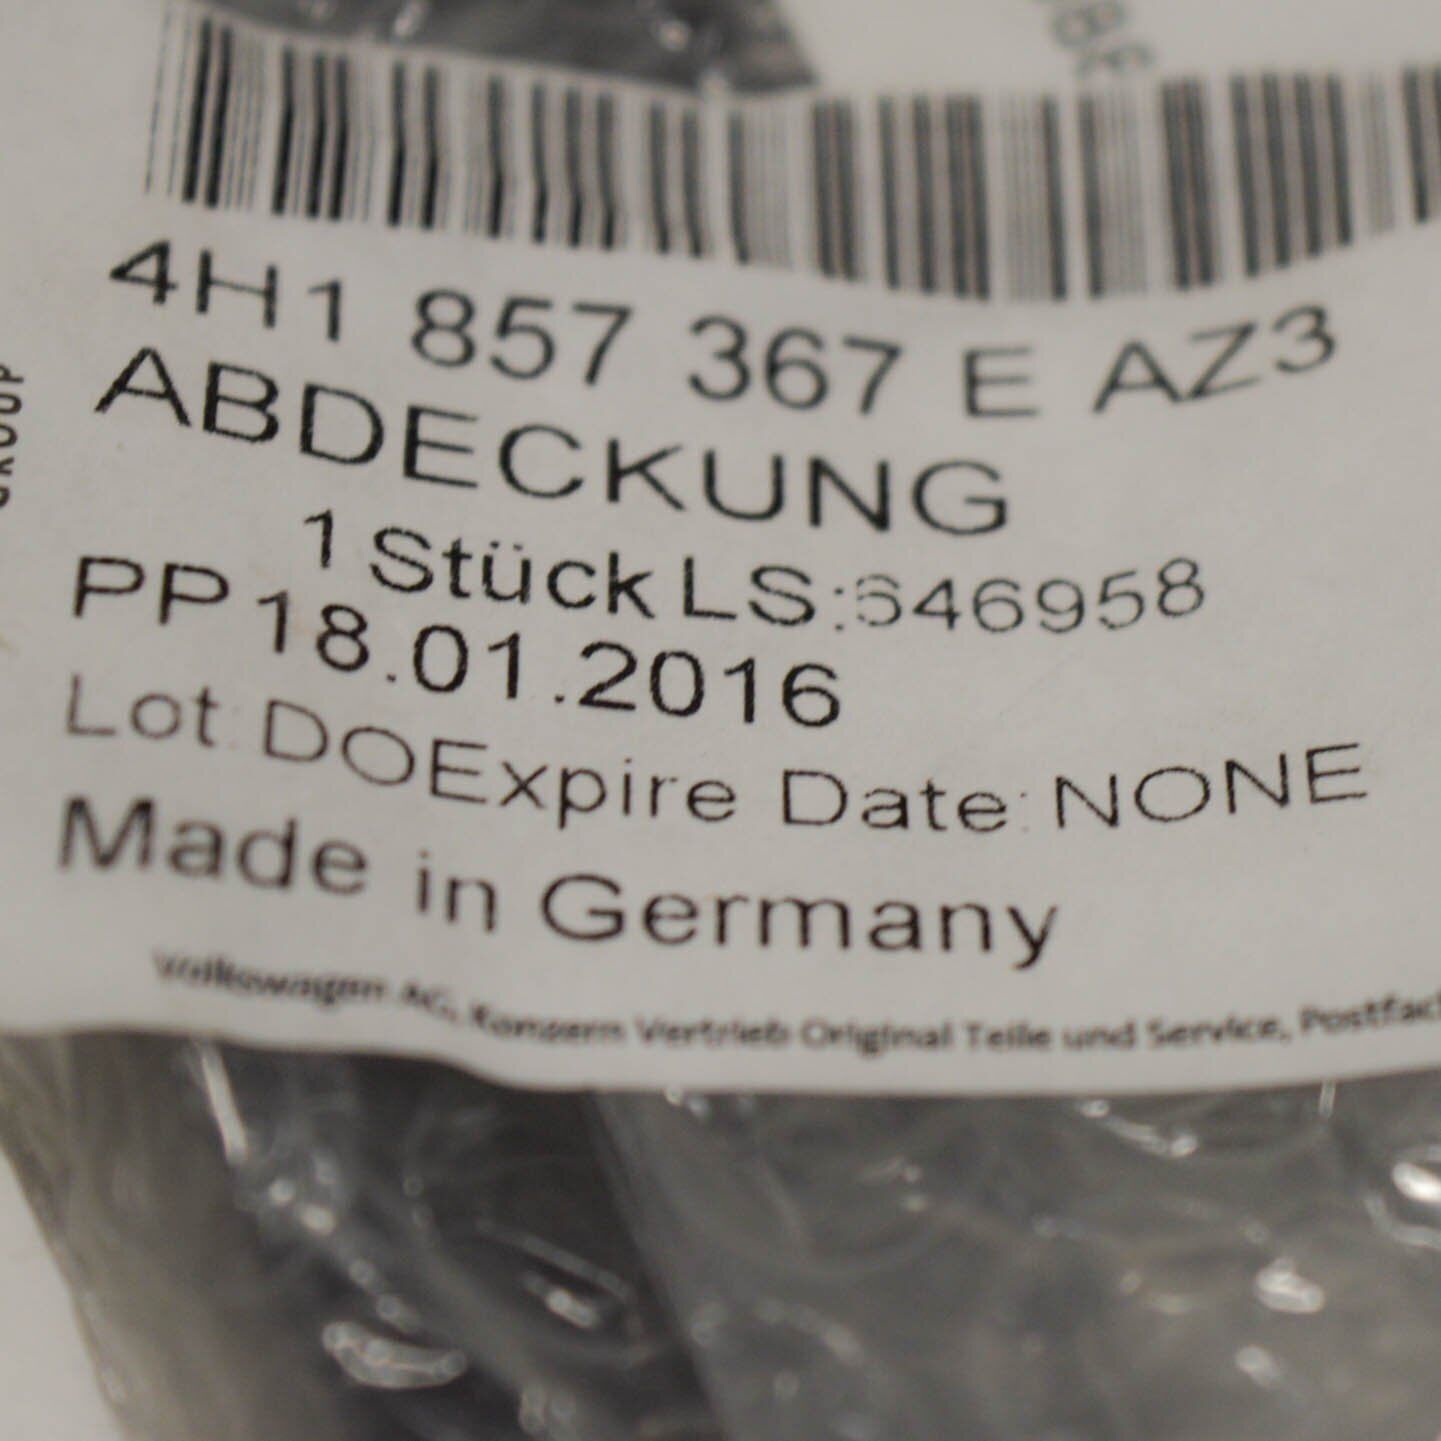 4H1 857 367 E AZ3
ABDECKUNG
1 Stück LS:646958
PP 18.01.2016
Lot:DOExpire Date:NONE
Made in Germany
Volkswagen AG, Konzern Vertrieb Original Teile und Service, Postfach